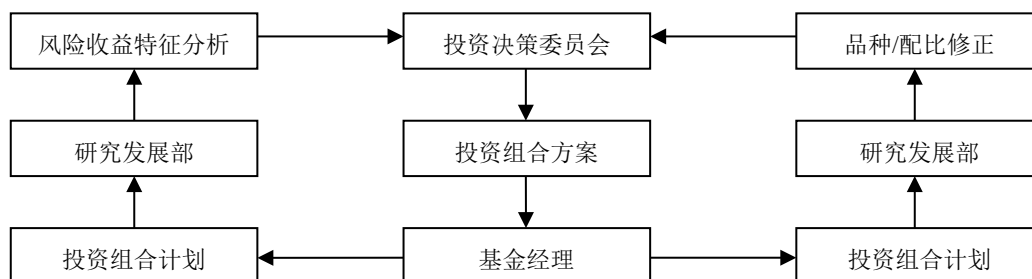 风险收益特征分析
投资决策委员会
品种/配比修正
研究发展部
投资组合方案
研究发展部
投资组合计划
基金经理
投资组合计划